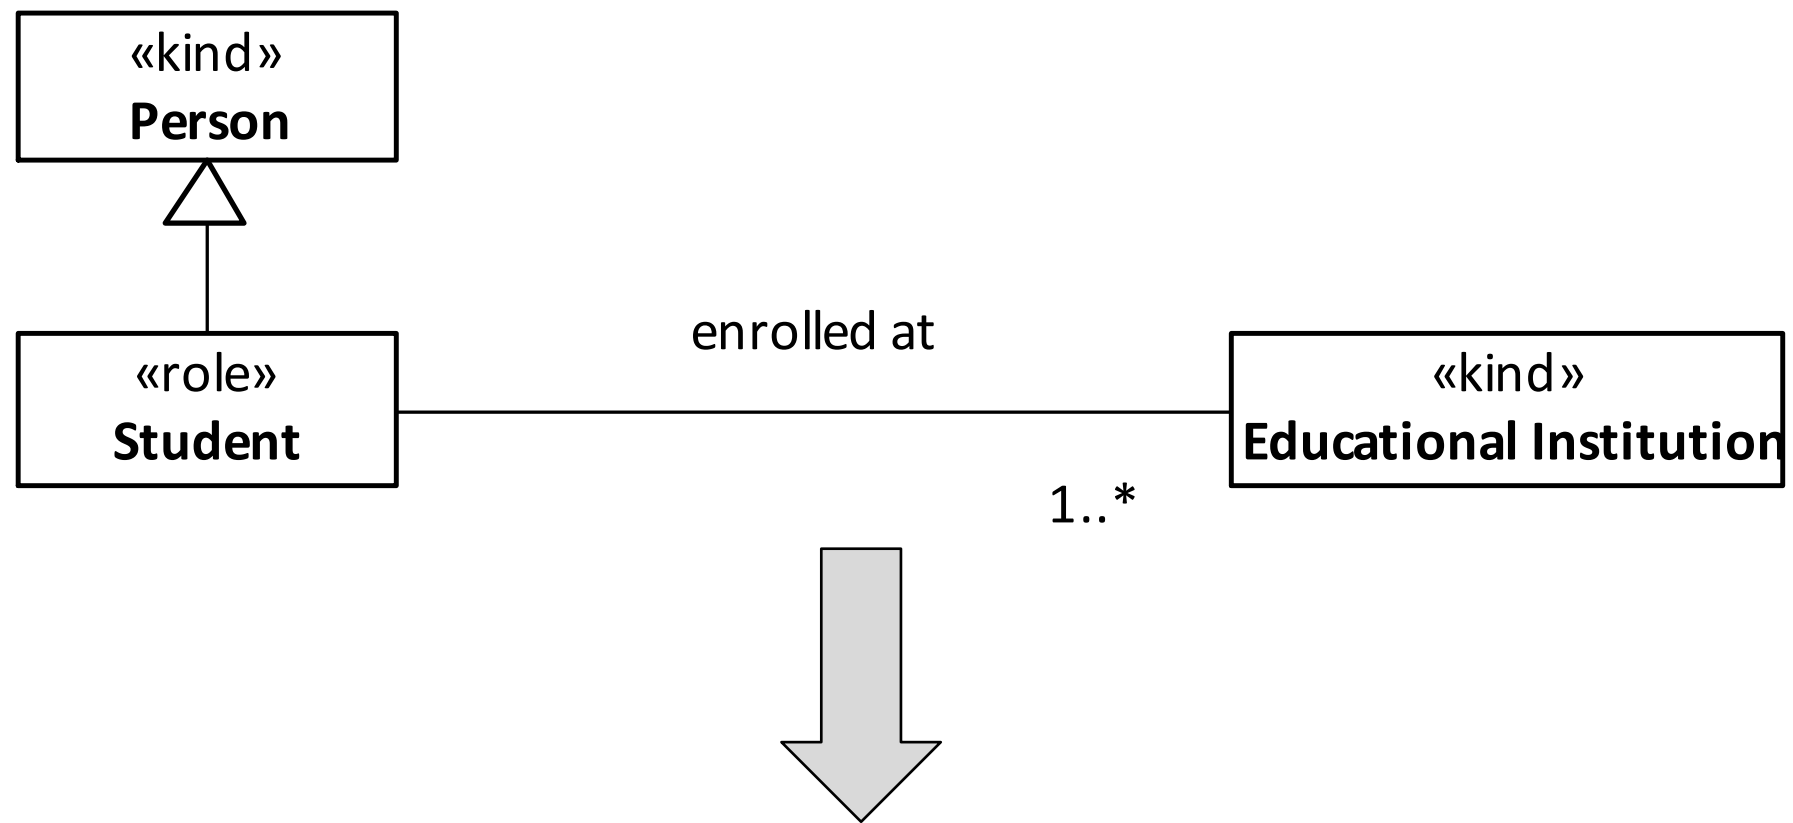 «kind»
Person
enrolled at
«role»
Student
«kind»
Educational Institution
1..*